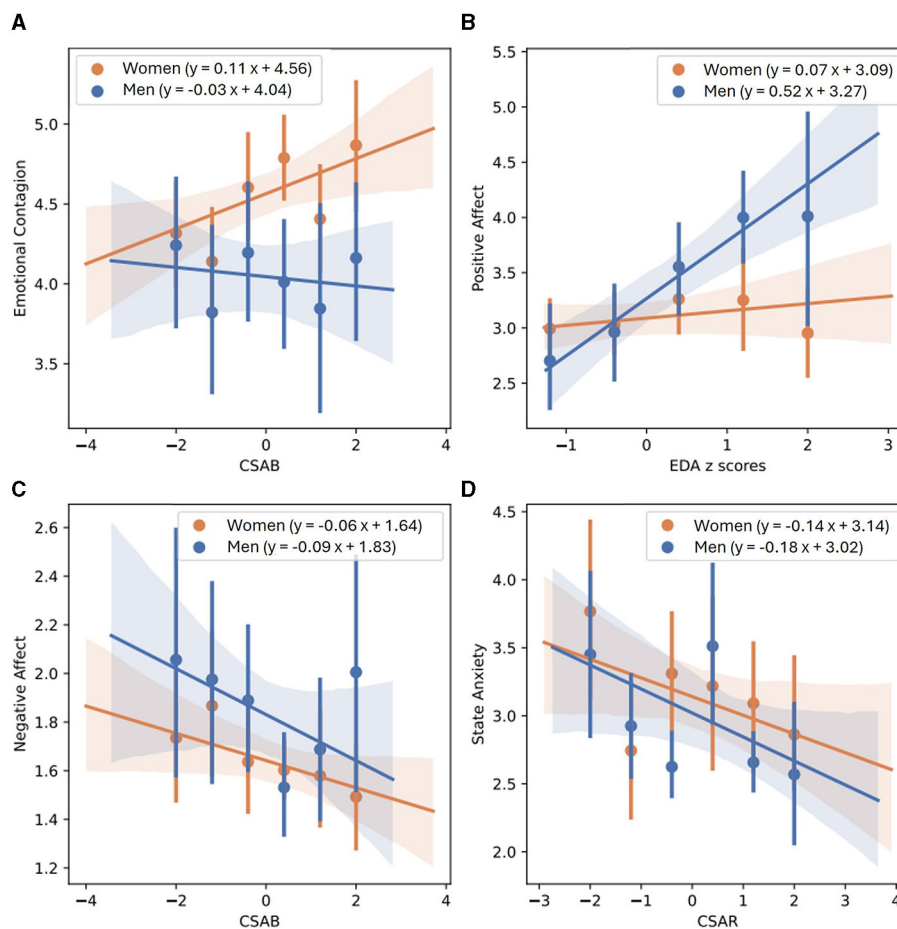 A
Women (y = 0.11 x + 4.56)
Men (y = -0.03 x + 4.04)
Emotional Contagion
5.0
4.5
4.0
3.5
−4
−2
0
2
4
CSAB
B
Women (y = 0.07 x + 3.09)
Men (y = 0.52 x + 3.27)
Positive Affect
5.5
5.0
4.5
4.0
3.5
3.0
2.5
−1
0
1
2
3
EDA z scores
C
Women (y = -0.06 x + 1.64)
Men (y = -0.09 x + 1.83)
Negative Affect
2.6
2.4
2.2
2.0
1.8
1.6
1.4
1.2
−4
−2
0
2
4
CSAB
D
Women (y = -0.14 x + 3.14)
Men (y = -0.18 x + 3.02)
State Anxiety
4.5
4.0
3.5
3.0
2.5
2.0
−3
−2
−1
0
1
2
3
4
CSAR